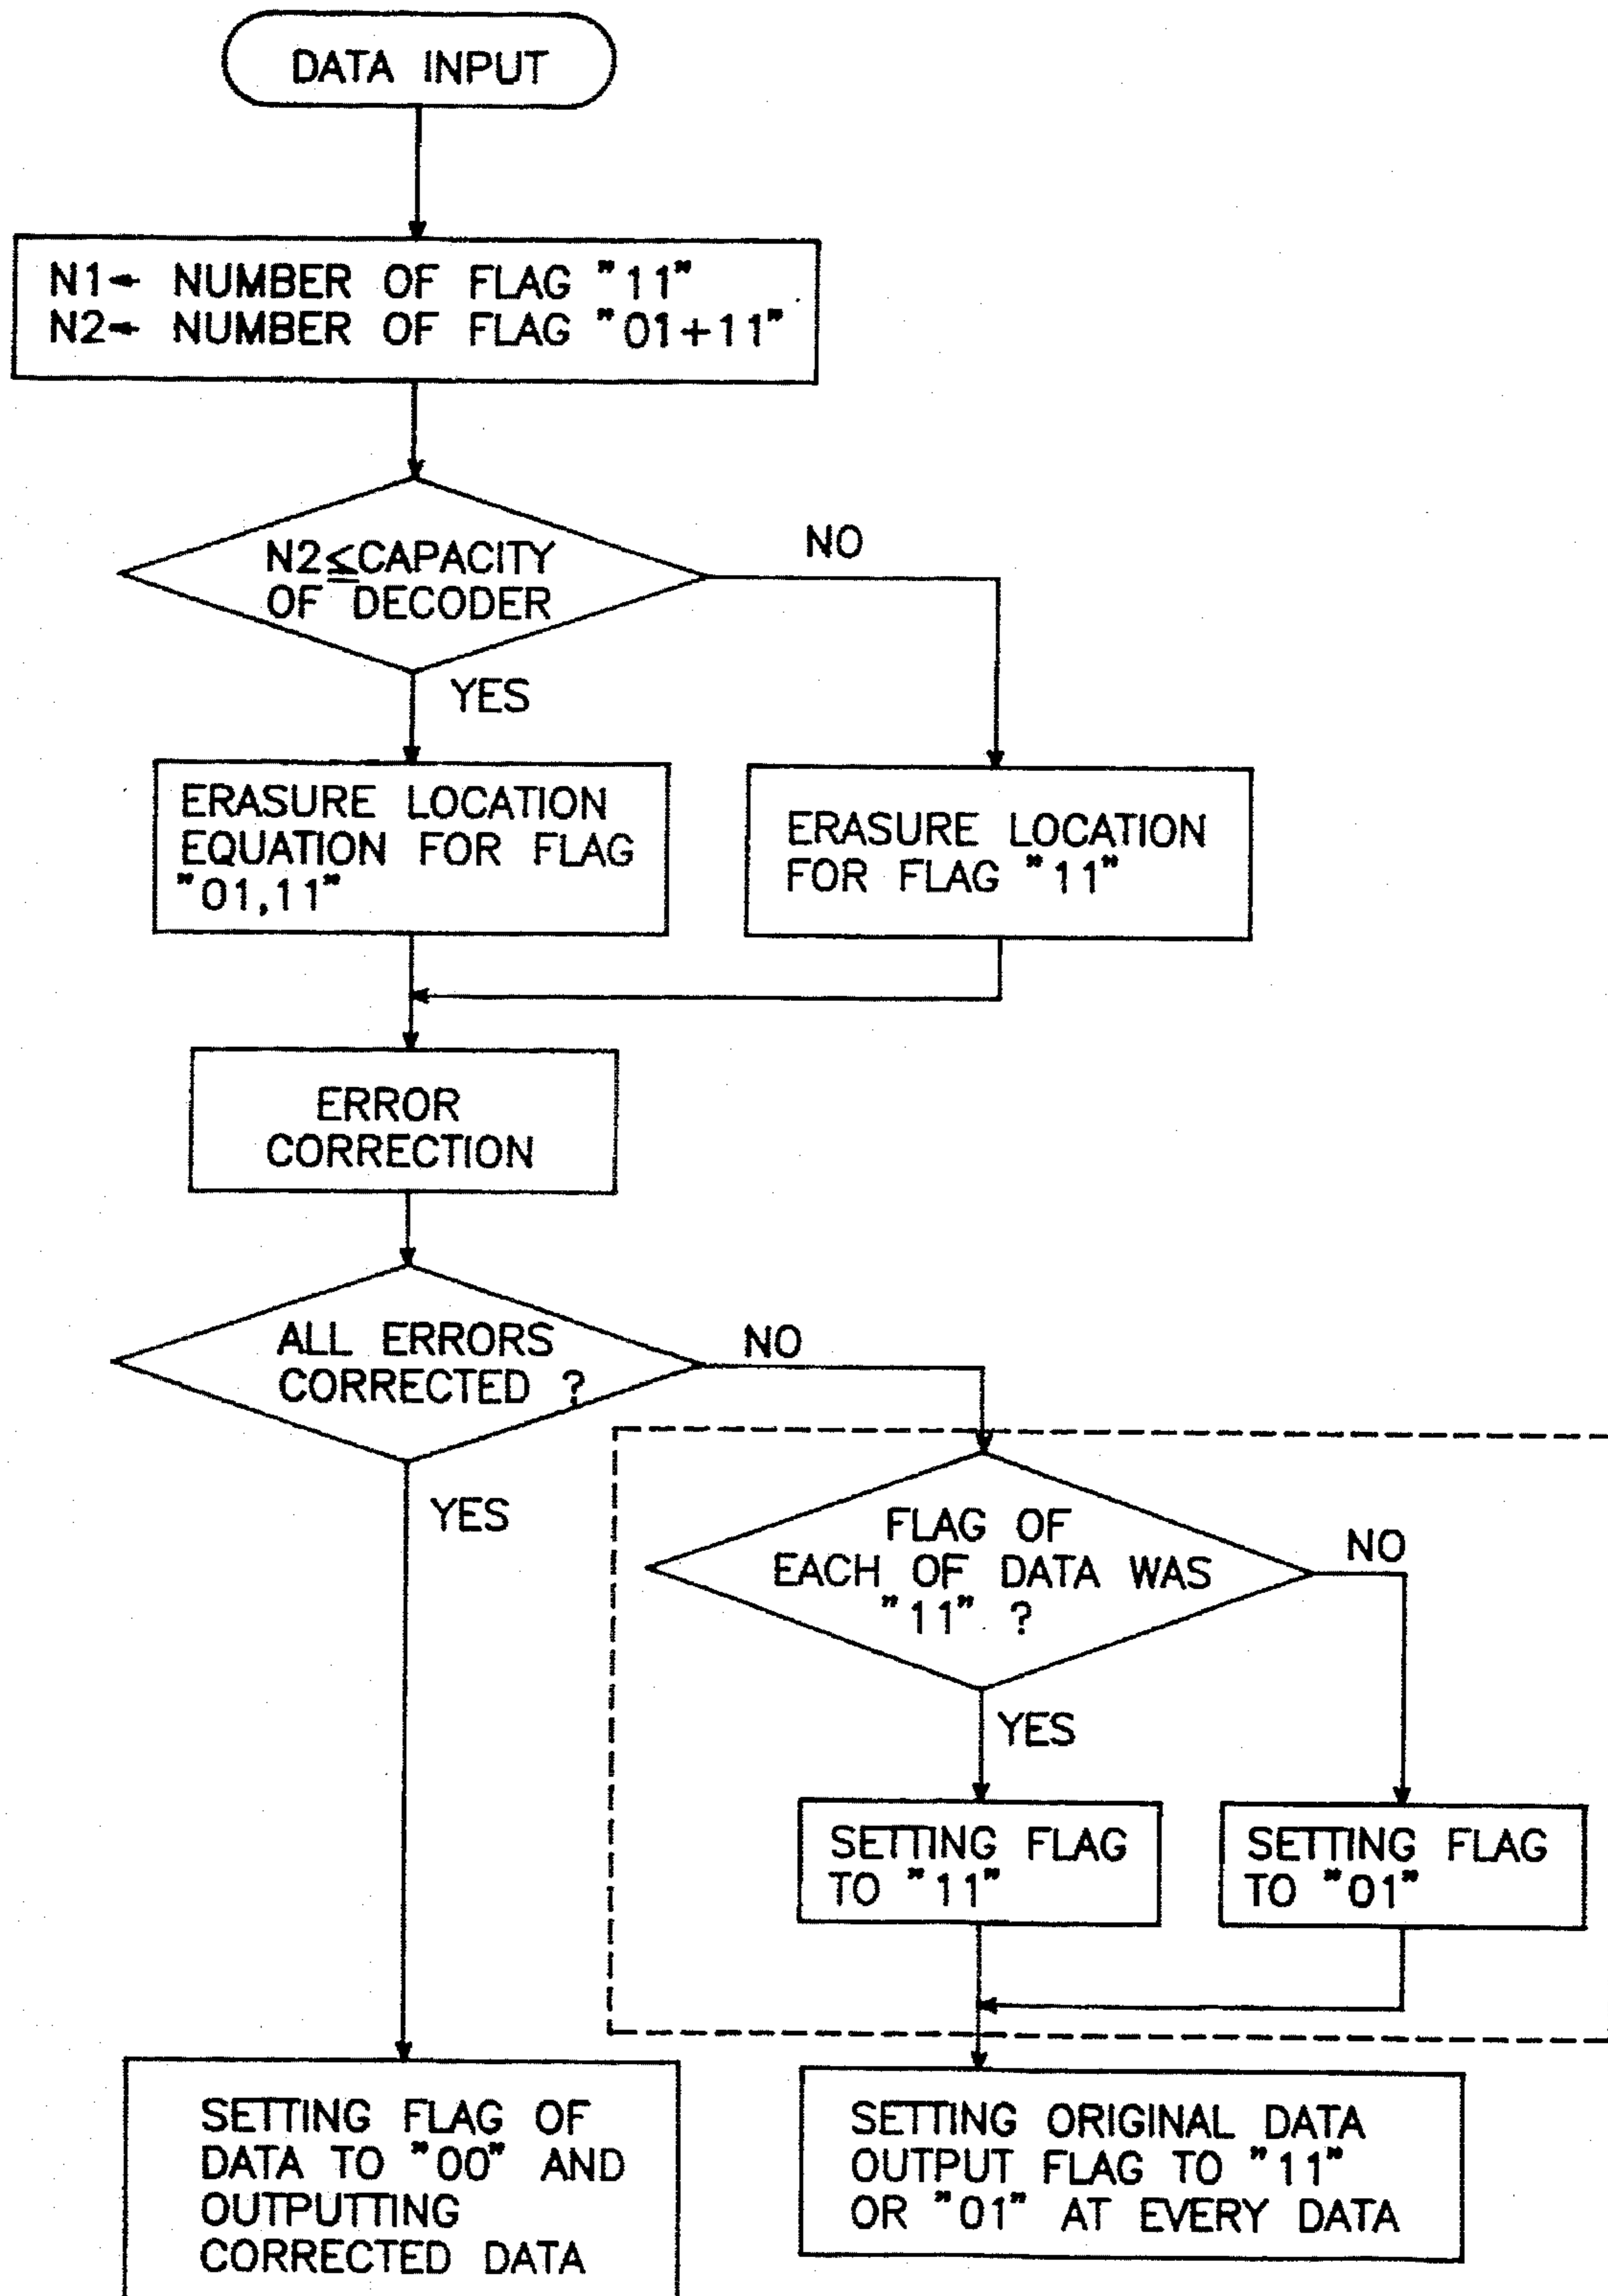 DATA INPUT
N1← NUMBER OF FLAG "11"
N2← NUMBER OF FLAG "01+11"
N2≦CAPACITY
OF DECODER
NO
YES
ERASURE LOCATION
EQUATION FOR FLAG
"01,11"
ERASURE LOCATION
FOR FLAG "11"
ERROR
CORRECTION
ALL ERRORS
CORRECTED ?
NO
YES
FLAG OF
EACH OF DATA WAS
"11" ?
NO
YES
SETTING FLAG
TO "11"
SETTING FLAG
TO "01"
SETTING FLAG OF
DATA TO "00" AND
OUTPUTTING
CORRECTED DATA
SETTING ORIGINAL DATA
OUTPUT FLAG TO "11"
OR "01" AT EVERY DATA